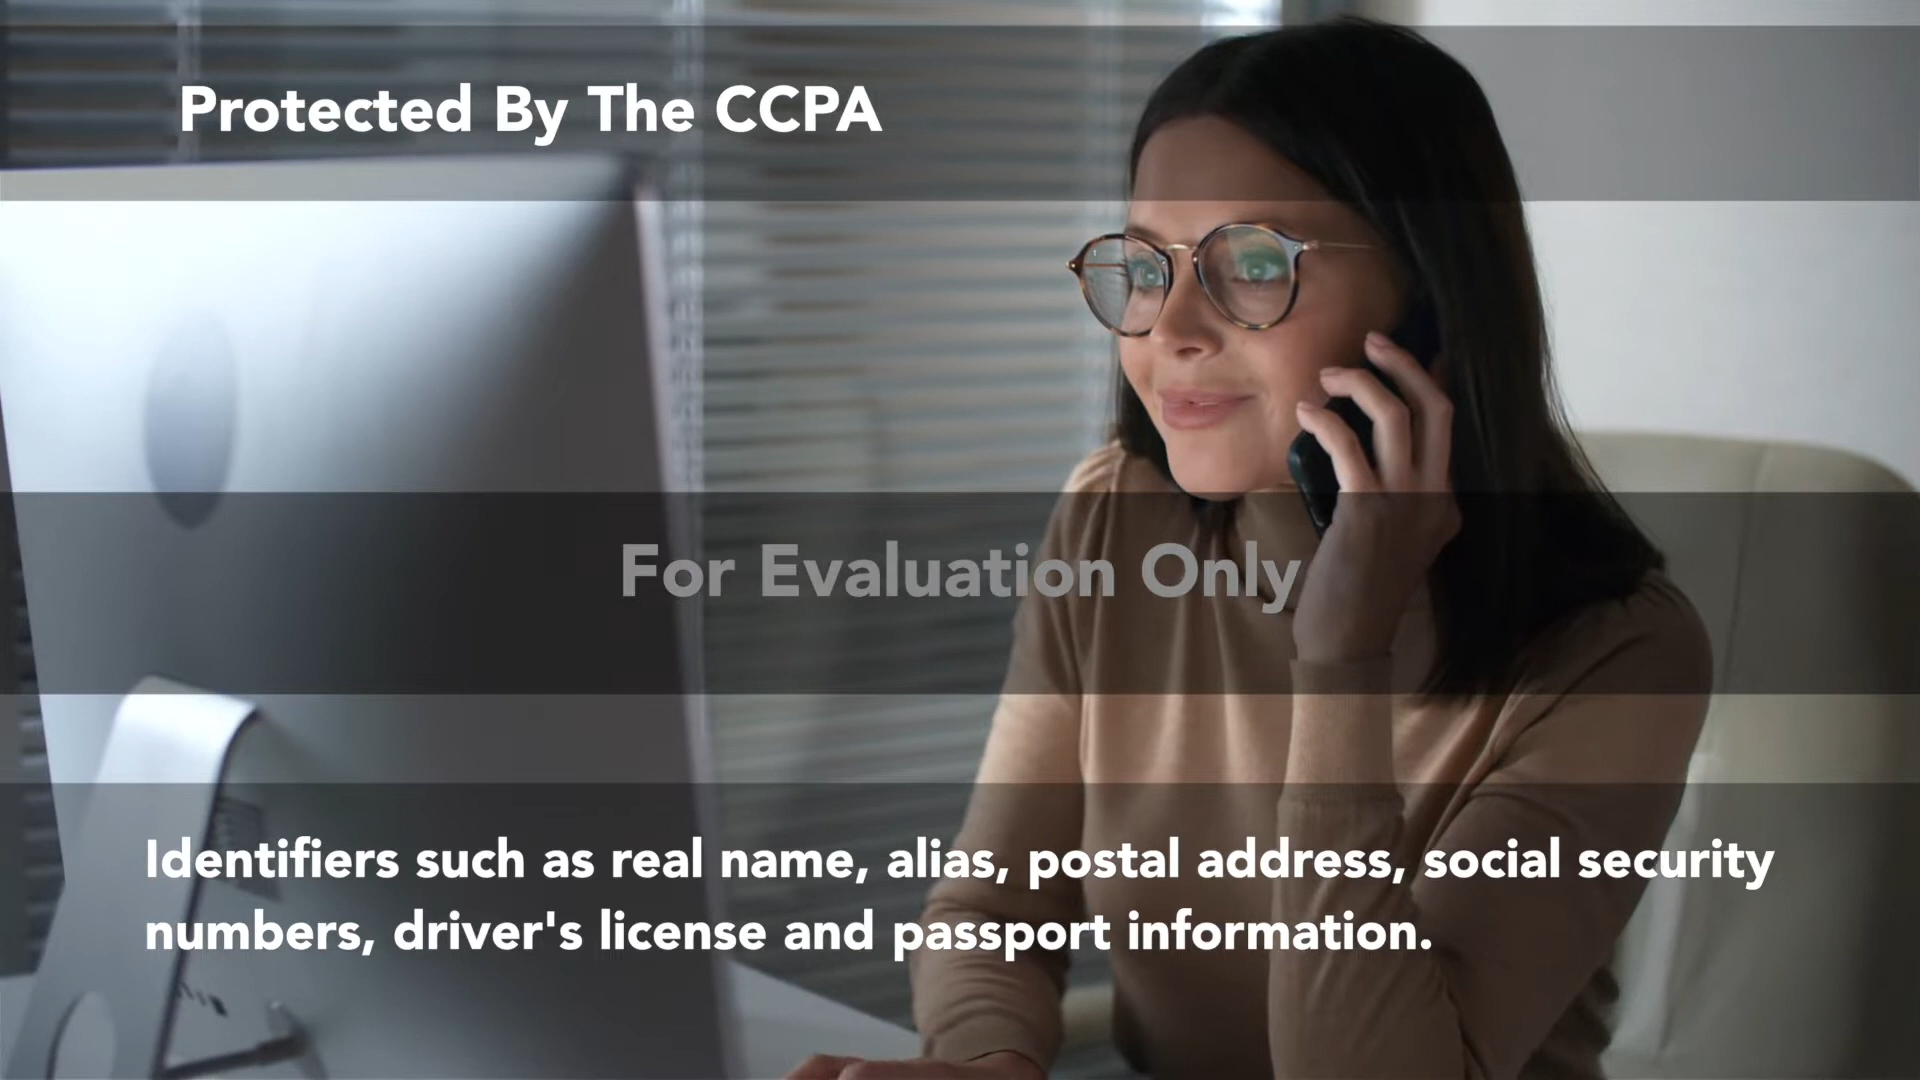 Protected By The CCPA
For Evaluation Only
Identifiers such as real name, alias, postal address, social security
numbers, driver's license and passport information.